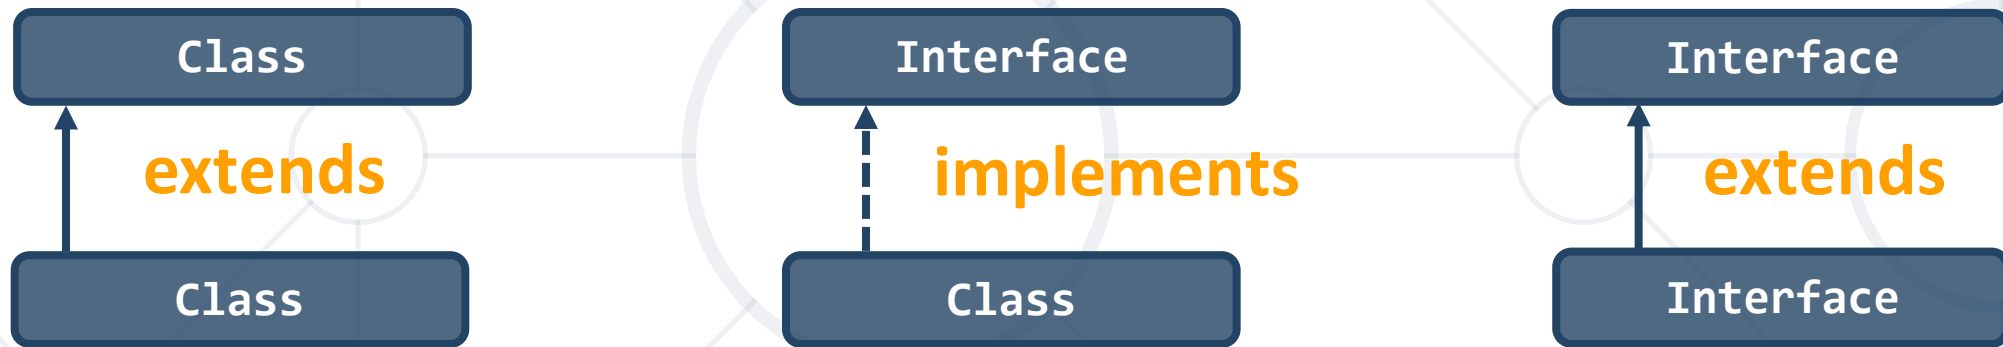 Class
Interface
Interface
extends
implements
extends
Class
Class
Interface